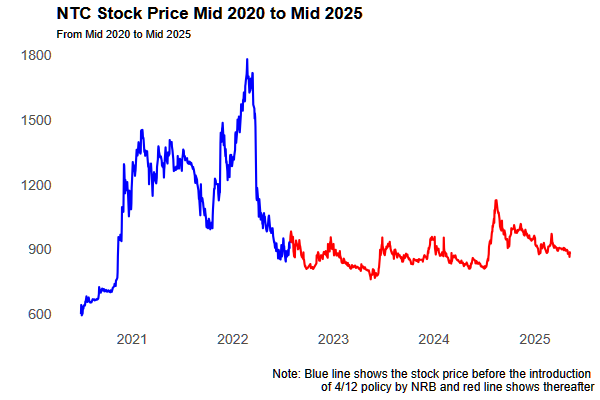 NTC Stock Price Mid 2020 to Mid 2025
From Mid 2020 to Mid 2025
1800
1500
1200
900
600
2021 2022 2023 2024 2025
Note: Blue line shows the stock price before the introduction
of 4/12 policy by NRB and red line shows thereafter